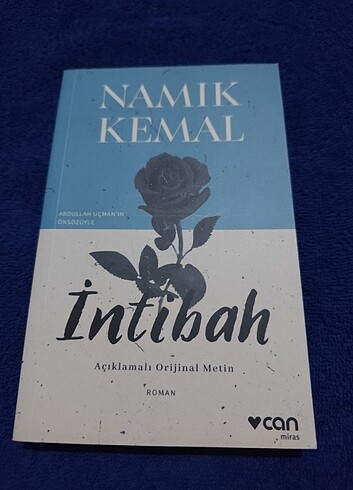 NAMIK
KEMAL
ABDULLAH UÇMAN'IN
ÖNSÖZÜYLE
İntibah
Açıklamalı Orijinal Metin
ROMAN
can
miras